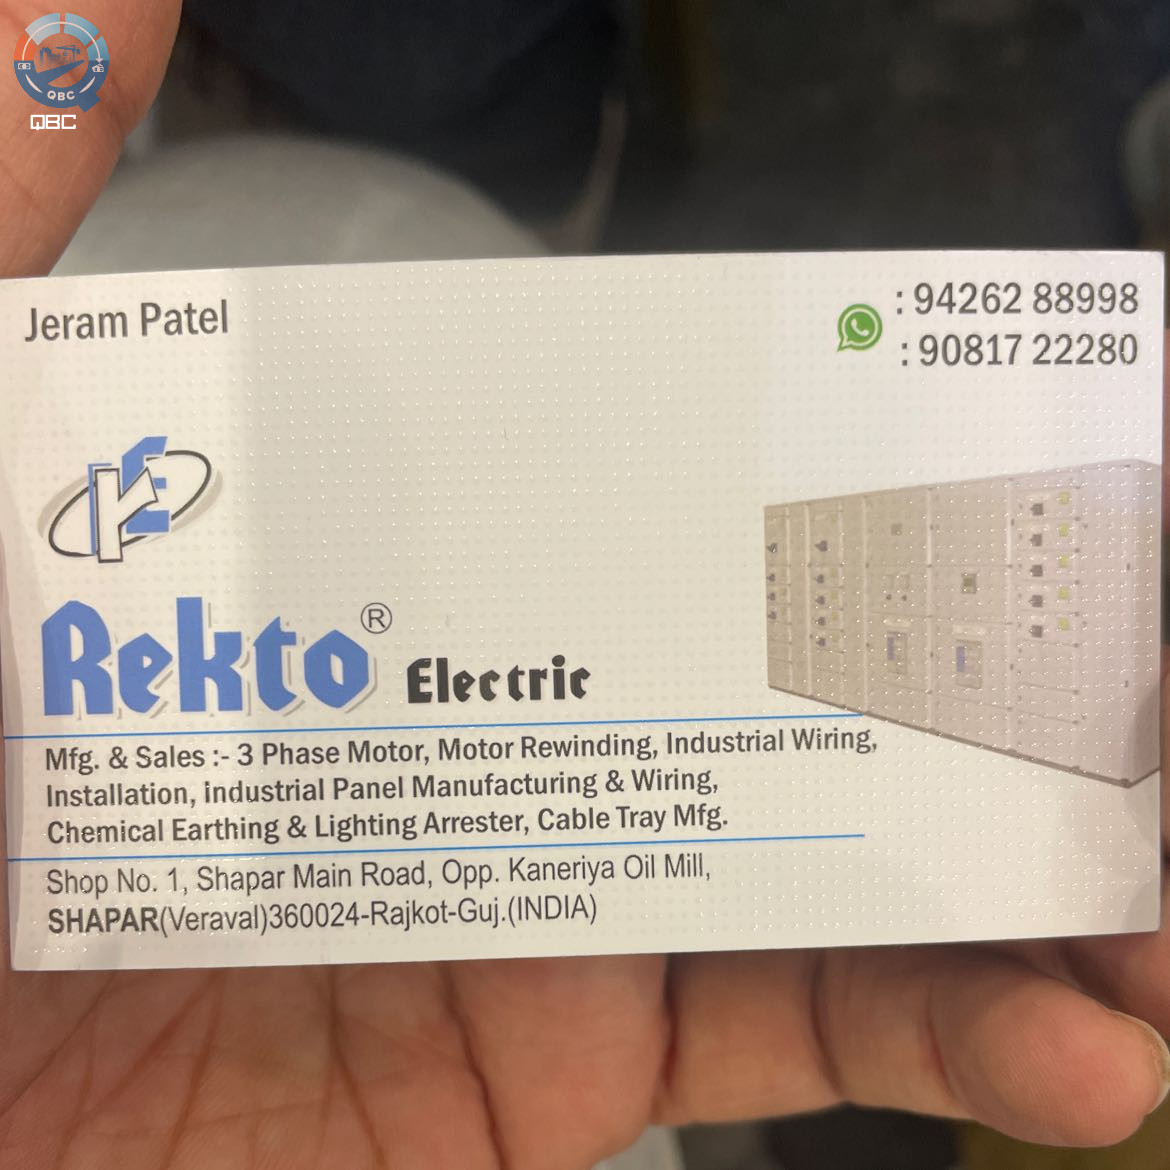 QBC
QBC
Jeram Patel
: 94262 88998
: 90817 22280
Rekto® Electric
Mfg. & Sales :- 3 Phase Motor, Motor Rewinding, Industrial Wiring,
Installation, industrial Panel Manufacturing & Wiring,
Chemical Earthing & Lighting Arrester, Cable Tray Mfg.
Shop No. 1, Shapar Main Road, Opp. Kaneriya Oil Mill,
SHAPAR(Veraval)360024-Rajkot-Guj.(INDIA)